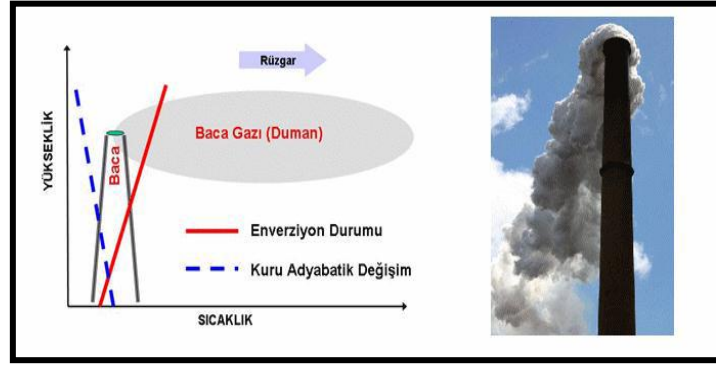 Rüzgar
YÜKSEKLİK
Baca
Baca Gazı (Duman)
Enverziyon Durumu
Kuru Adyabatik Değişim
SICAKLIK